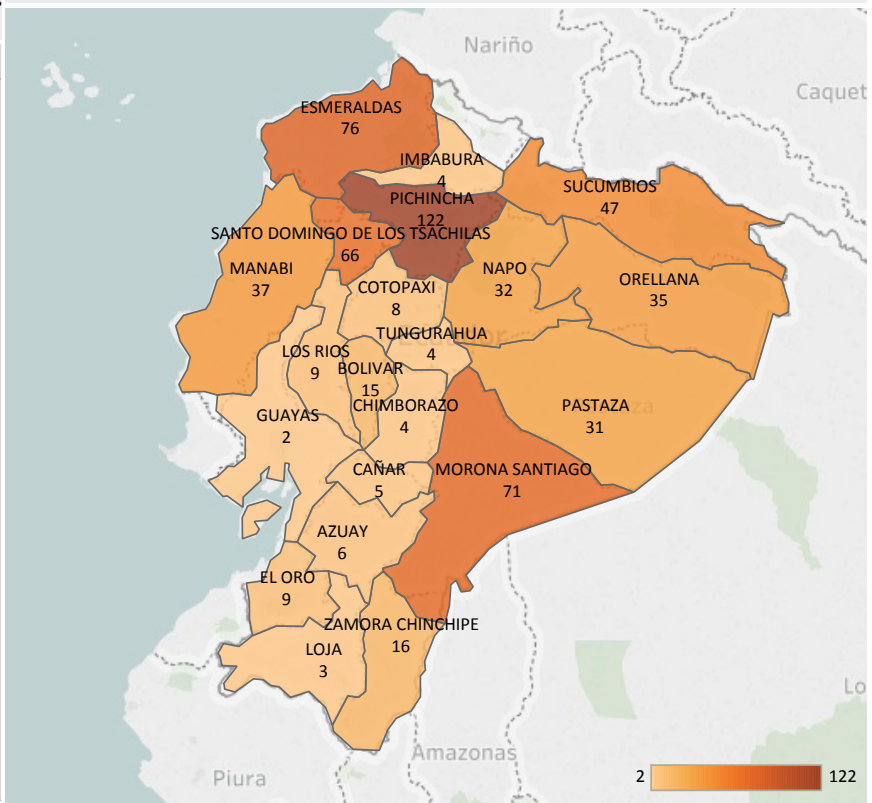 Nariño
Caquet
ESMERALDAS
76
IMBABURA
4
SUCUMBIOS
47
PICHINCHA
122
SANTO DOMINGO DE LOS TSACHILAS
66
MANABI
37
NAPO
32
ORELLANA
35
COTOPAXI
8
TUNGURAHUA
4
LOS RIOS
9
BOLIVAR
15
CHIMBORAZO
4
GUAYAS
2
PASTAZA
31
CAÑAR
5
MORONA SANTIAGO
71
AZUAY
6
EL ORO
9
ZAMORA CHINCHIPE
16
LOJA
3
Lo
Amazonas
Piura
2
122